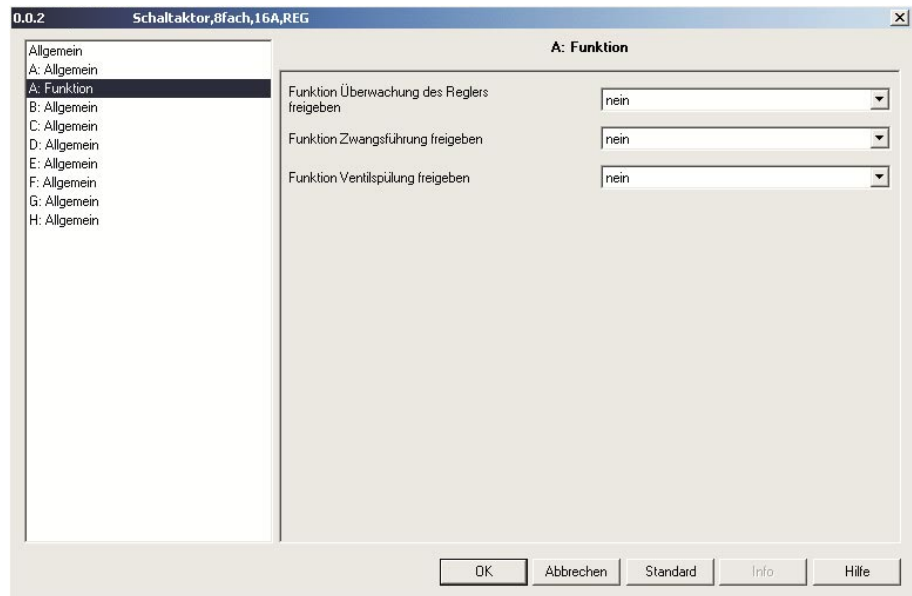 0.0.2 Schaltaktor,8fach,16A,REG
Allgemein
A: Allgemein
A: Funktion
B: Allgemein
C: Allgemein
D: Allgemein
E: Allgemein
F: Allgemein
G: Allgemein
H: Allgemein
A: Funktion
Funktion Überwachung des Reglers
freigeben
nein
Funktion Zwangsführung freigeben
nein
Funktion Ventilspülung freigeben
nein
OK
Abbrechen
Standard
Info
Hilfe